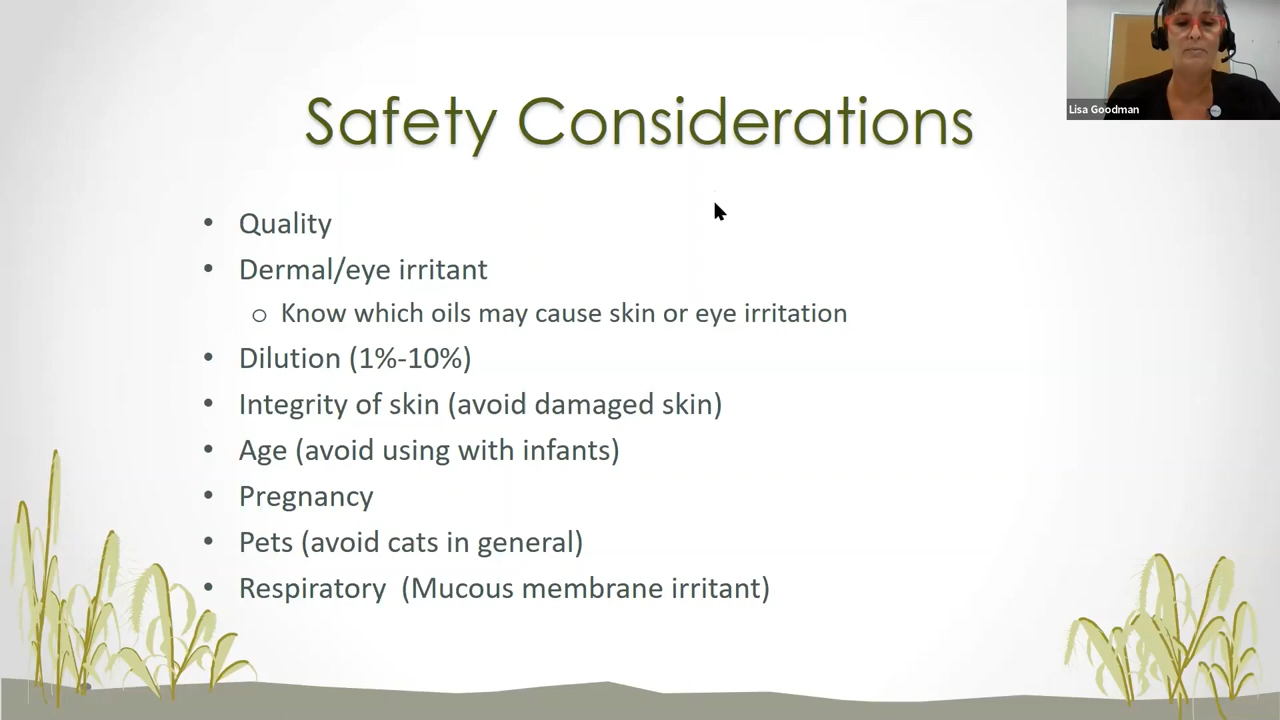 Lisa Goodman
Safety Considerations
• Quality
• Dermal/eye irritant
o Know which oils may cause skin or eye irritation
• Dilution (1%-10%)
• Integrity of skin (avoid damaged skin)
• Age (avoid using with infants)
• Pregnancy
• Pets (avoid cats in general)
• Respiratory  (Mucous membrane irritant)